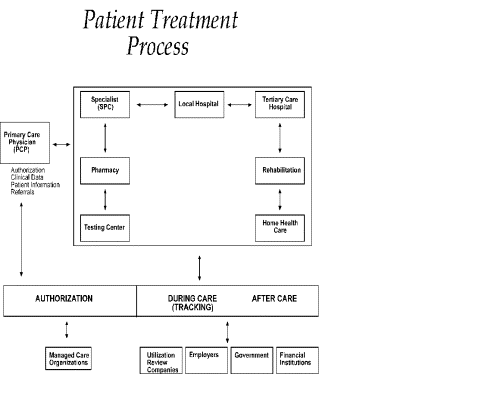 Patient Treatment
Process
Specialist
(SPC)
Local Hospital
Tertiary Care
Hospital
Primary Care
Physician
(PCP)
Authorization
Clinical Data
Patient Information
Referrals
Pharmacy
Rehabilitation
Testing Center
Home Health
Care
AUTHORIZATION
DURING CARE
(TRACKING)
AFTER CARE
Managed Care
Organizations
Utilization
Review
Companies
Employers
Government
Financial
Institutions